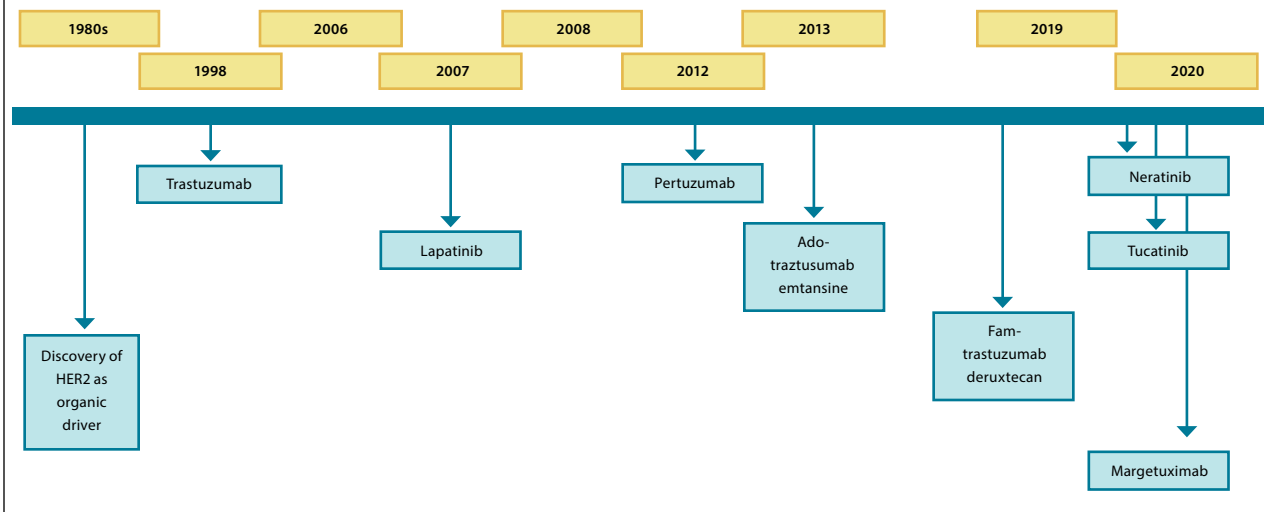 1980s
1998
2006
2007
2008
2012
2013
2019
2020
Discovery of
HER2 as
organic
driver
Trastuzumab
Lapatinib
Pertuzumab
Ado-
traztusumab
emtansine
Fam-
trastuzumab
deruxtecan
Neratinib
Tucatinib
Margetuximab